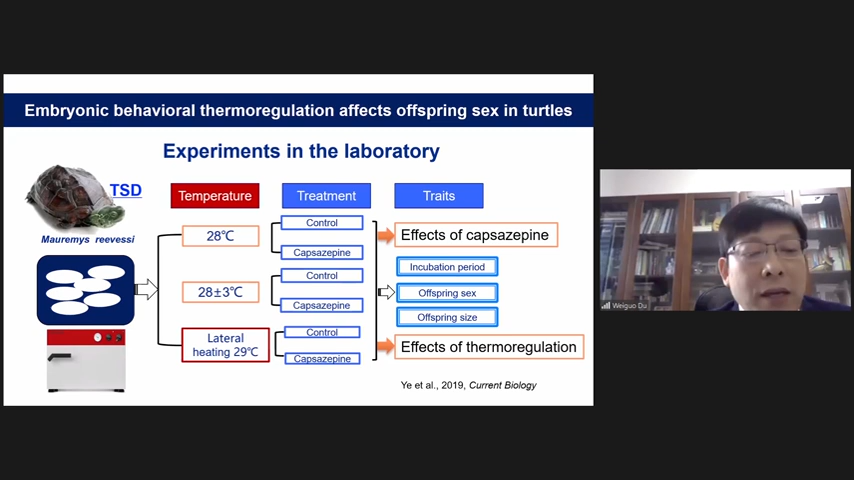 Embryonic behavioral thermoregulation affects offspring sex in turtles
Experiments in the laboratory
TSD
Mauremys reevessi
Temperature
Treatment
Traits
28℃
Control
Capsazepine
Effects of capsazepine
28±3℃
Control
Capsazepine
Incubation period
Offspring sex
Offspring size
Lateral
heating 29℃
Control
Capsazepine
Effects of thermoregulation
Ye et al., 2019, Current Biology
Weiguo Du